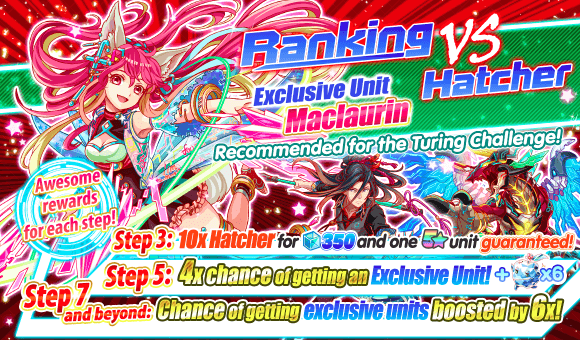 Ranking VS
Hatcher
Exclusive Unit
Maclaurin
Recommended for the Turing Challenge!
Awesome
rewards
for each step!
Step 3: 10x Hatcher for 350 and one 5★ unit guaranteed!
Step 5: 4x chance of getting an Exclusive Unit! + x6
Step 7
and beyond: Chance of getting exclusive units boosted by 6x!